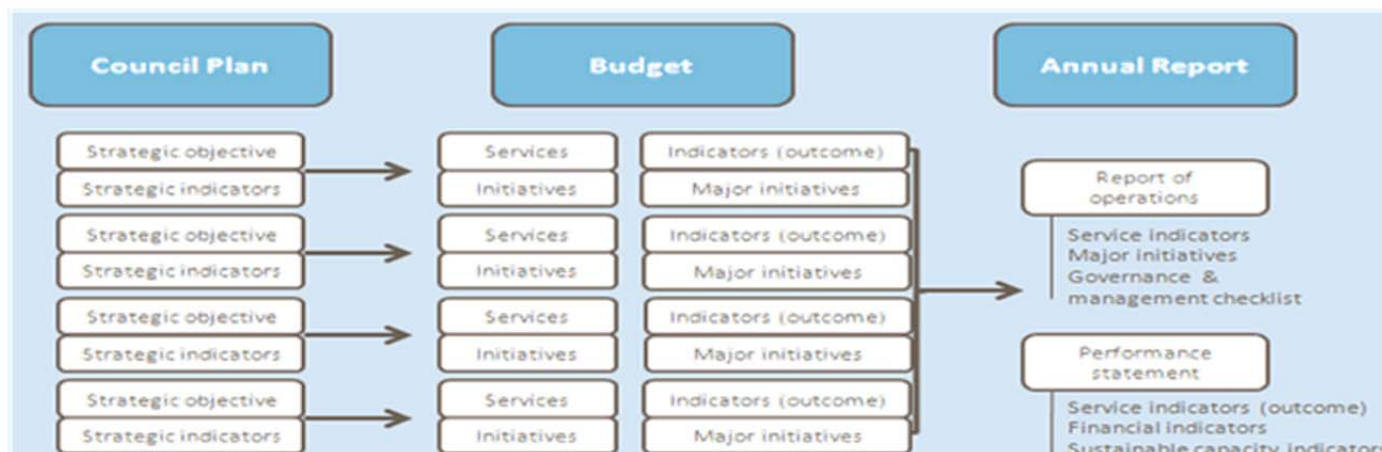 Council Plan
Budget
Annual Report
Strategic objective
Strategic indicators
Strategic objective
Strategic indicators
Strategic objective
Strategic indicators
Strategic objective
Strategic indicators
Services
Initiatives
Services
Initiatives
Services
Initiatives
Services
Initiatives
Indicators (outcome)
Major initiatives
Indicators (outcome)
Major initiatives
Indicators (outcome)
Major initiatives
Indicators (outcome)
Major initiatives
Report of
operations
Service indicators
Major initiatives
Governance &
management checklist
Performance
statement
Service indicators (outcome)
Financial indicators
Sustainable capacity indicators